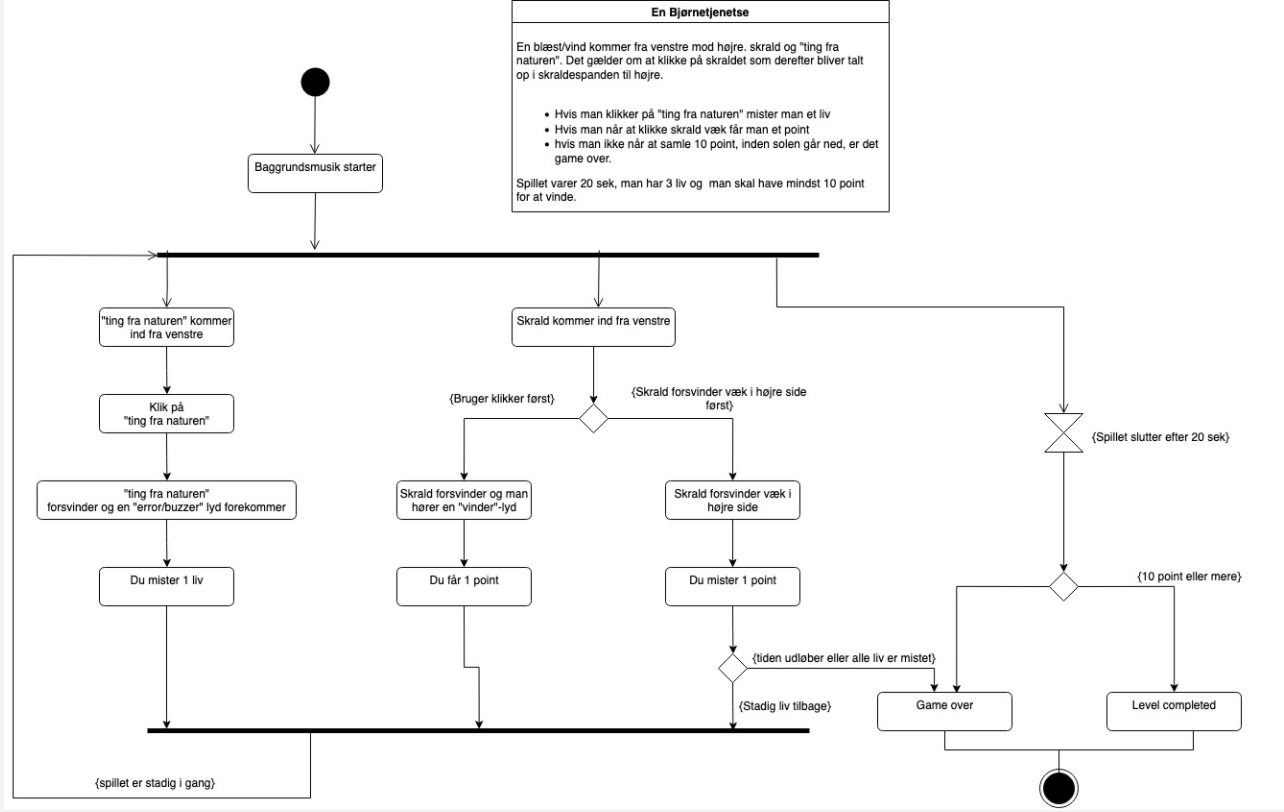 En Bjørnetjenetse
En blæst/vind kommer fra venstre mod højre. skrald og "ting fra
naturen". Det gælder om at klikke på skraldet som derefter bliver talt
op i skraldespanden til højre.
• Hvis man klikker på "ting fra naturen" mister man et liv
• Hvis man når at klikke skrald væk får man et point
• hvis man ikke når at samle 10 point, inden solen går ned, er det
game over.
Spillet varer 20 sek, man har 3 liv og man skal have mindst 10 point
for at vinde.
Baggrundsmusik starter
"ting fra naturen" kommer
ind fra venstre
Skrald kommer ind fra venstre
Klik på
"ting fra naturen"
{Bruger klikker først}
{Skrald forsvinder væk i højre side
først}
{Spillet slutter efter 20 sek}
"ting fra naturen"
forsvinder og en "error/buzzer" lyd forekommer
Skrald forsvinder og man
hører en "vinder"-lyd
Skrald forsvinder væk i
højre side
Du mister 1 liv
Du får 1 point
Du mister 1 point
{10 point eller mere}
{tiden udløber eller alle liv er mistet}
{Stadig liv tilbage}
Game over
Level completed
{spillet er stadig i gang}